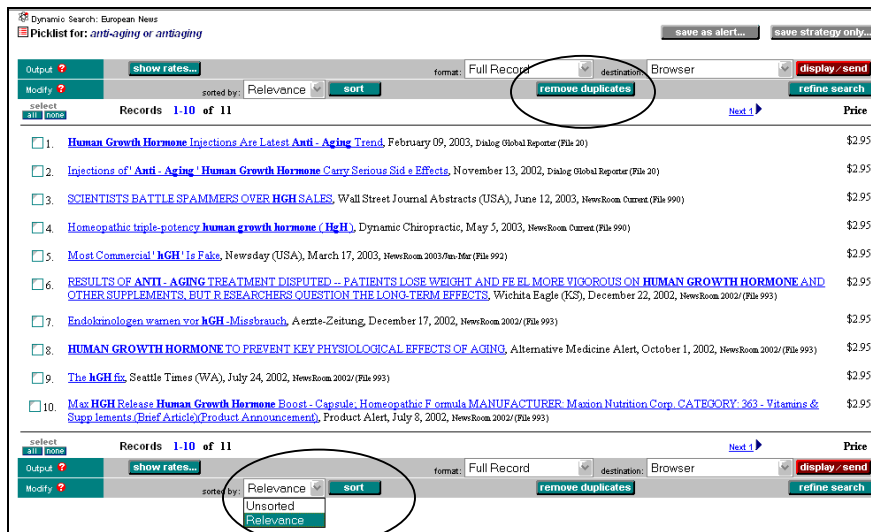 Dynamic Search: European News
Picklist for: anti-aging or antiaging
save as alert... save strategy only...
Output ? show rates... format: Full Record destination: Browser display/send
Modify ? sorted by: Relevance sort remove duplicates refine search
select
all none Records 1-10 of 11 Next 1 Price
1. Human Growth Hormone Injections Are Latest Anti - Aging Trend, February 09, 2003, Dialog Global Reporter (File 20) $2.95
2. Injections of' Anti - Aging ' Human Growth Hormone Carry Serious Sid e Effects, November 13, 2002, Dialog Global Reporter (File 20) $2.95
3. SCIENTISTS BATTLE SPAMMERS OVER HGH SALES, Wall Street Journal Abstracts (USA), June 12, 2003, NewsRoom Current (File 990) $2.95
4. Homeopathic triple-potency human growth hormone ( HgH ), Dynamic Chiropractic, May 5, 2003, NewsRoom Current (File 990) $2.95
5. Most Commercial ' hGH ' Is Fake, Newsday (USA), March 17, 2003, NewsRoom 2003/Jan-Mar (File 992) $2.95
6. RESULTS OF ANTI - AGING TREATMENT DISPUTED -- PATIENTS LOSE WEIGHT AND FE EL MORE VIGOROUS ON HUMAN GROWTH HORMONE AND $2.95
OTHER SUPPLEMENTS, BUT R ESEARCHERS QUESTION THE LONG-TERM EFFECTS, Wichita Eagle (KS), December 22, 2002, NewsRoom 2002/ (File 993)
7. Endokrinologen warnen vor hGH -Missbrauch, Aerzte-Zeitung, December 17, 2002, NewsRoom 2002/ (File 993) $2.95
8. HUMAN GROWTH HORMONE TO PREVENT KEY PHYSIOLOGICAL EFFECTS OF AGING, Alternative Medicine Alert, October 1, 2002, NewsRoom 2002/ (File 993) $2.95
9. The hGH fix, Seattle Times (WA), July 24, 2002, NewsRoom 2002/ (File 993) $2.95
10. Max HGH Release Human Growth Hormone Boost - Capsule; Homeopathic F ormula MANUFACTURER: Maxion Nutrition Corp. CATEGORY: 363 - Vitamins & $2.95
Supp lements.(Brief Article)(Product Announcement), Product Alert, July 8, 2002, NewsRoom 2002/ (File 993)
select
all none Records 1-10 of 11 Next 1 Price
Output ? show rates... format: Full Record destination: Browser display/send
Modify ? sorted by: Relevance sort remove duplicates refine search
Unsorted
Relevance